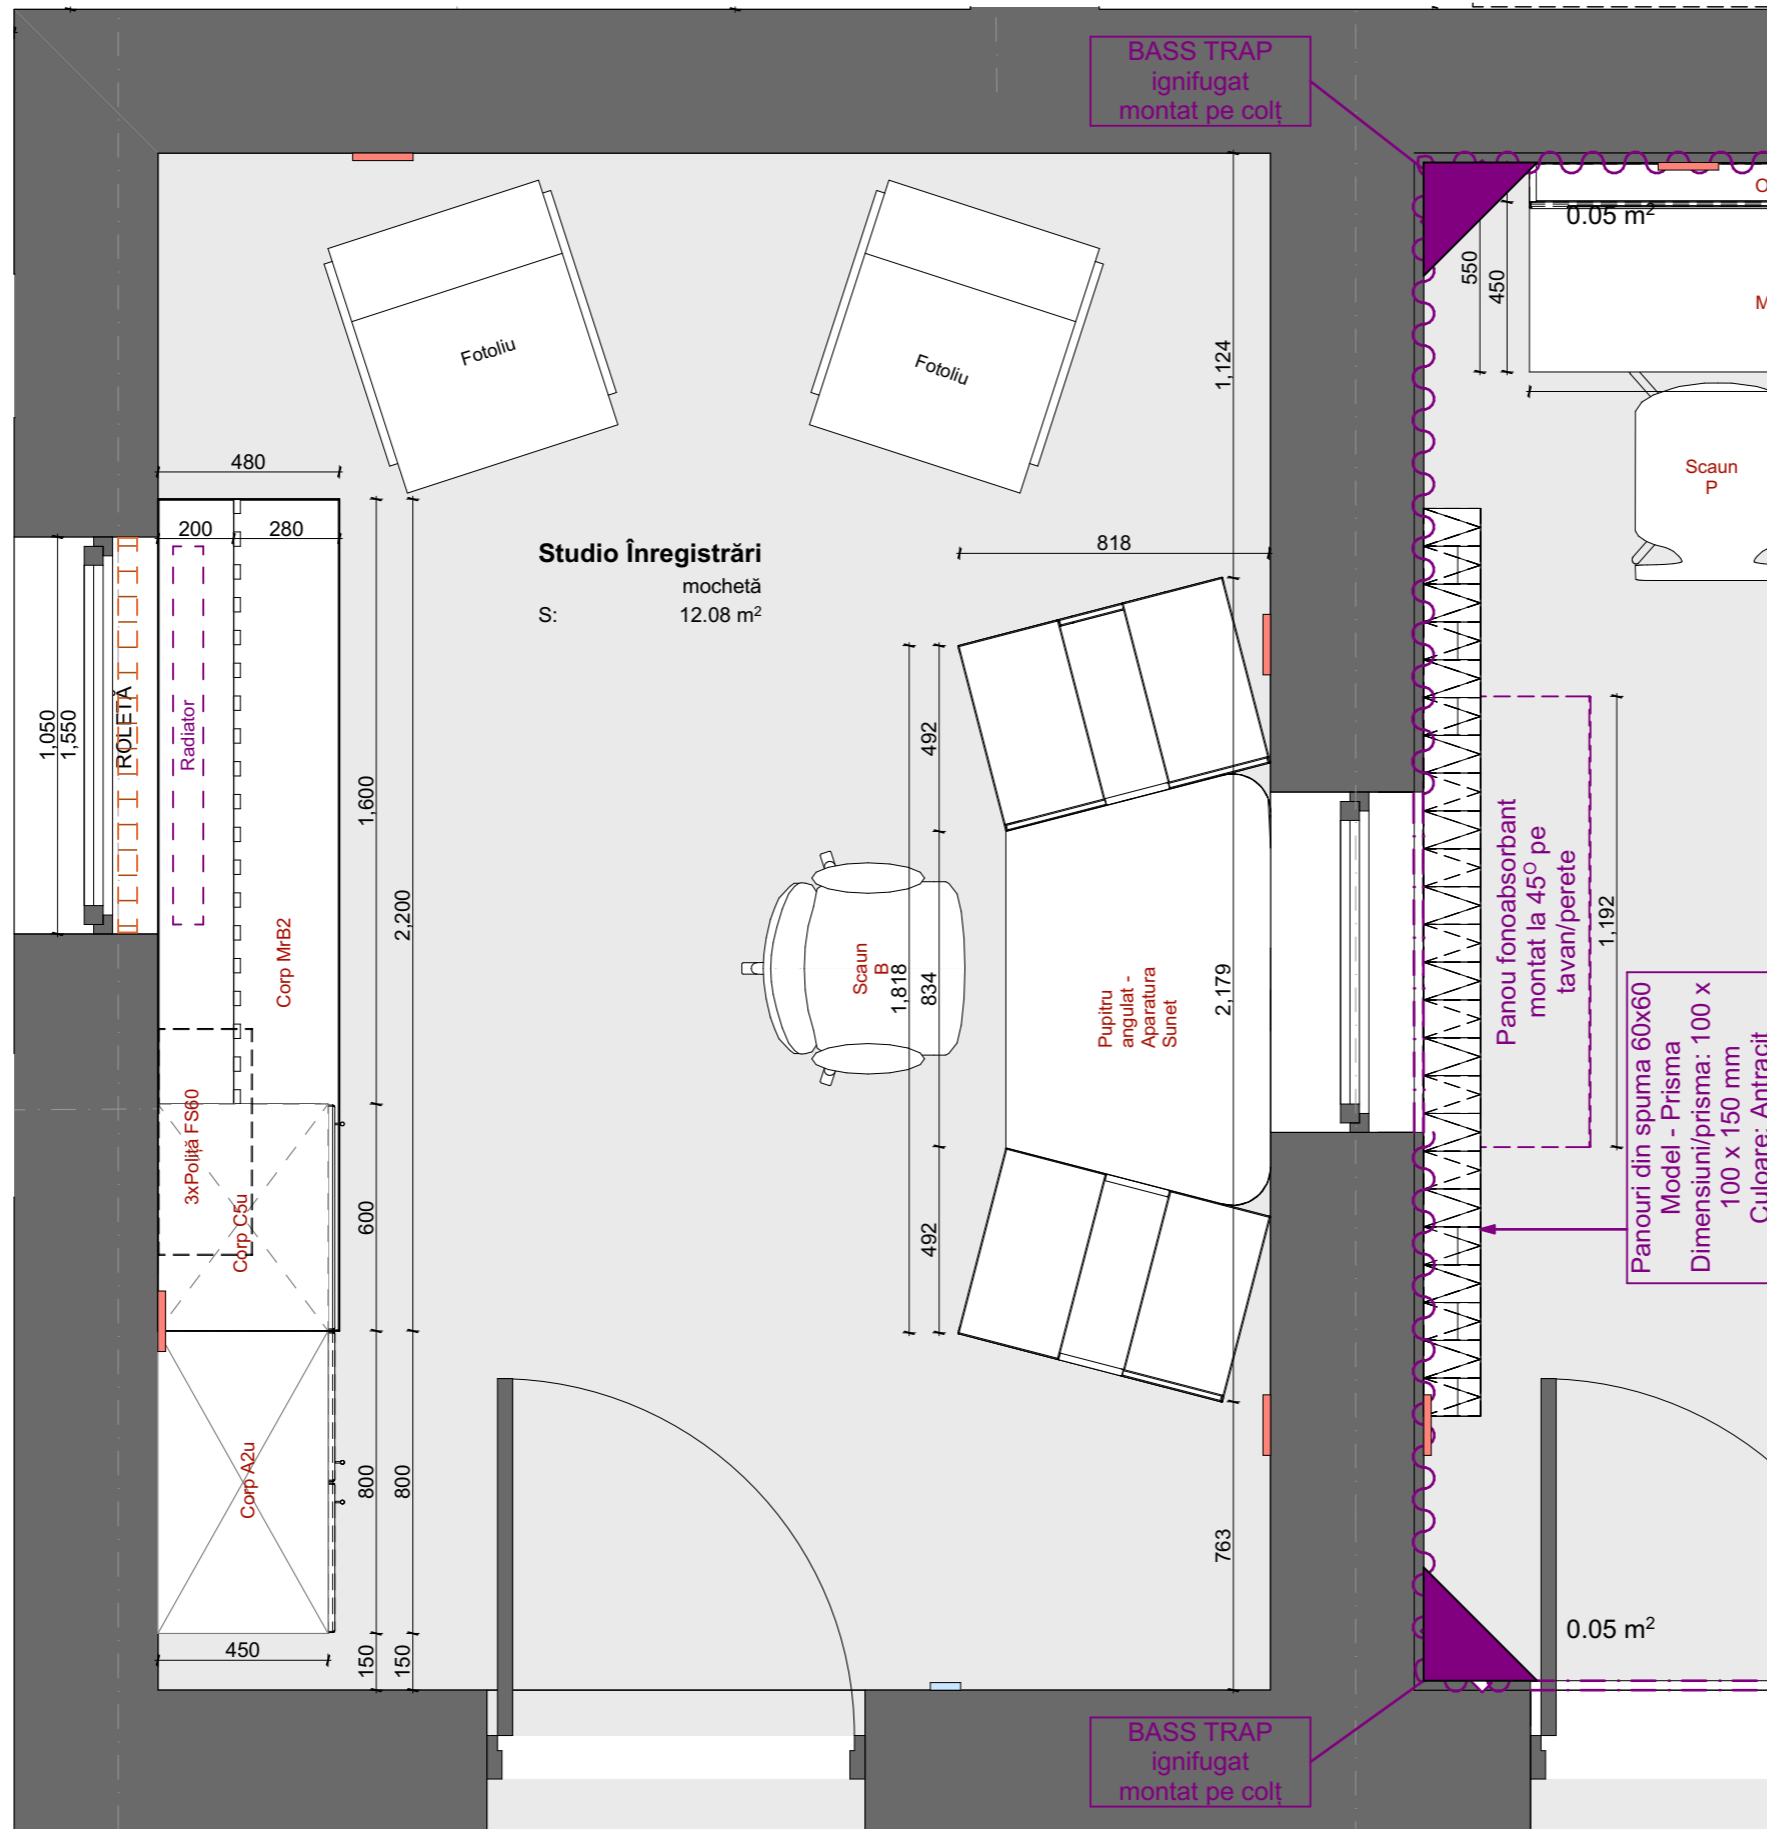 BASS TRAP
ignifugat
montat pe colț
0.05 m²
550
450
Fotoliu
Fotoliu
1,124
Scaun
P
480
200
280
Studio Înregistrări
mochetă
S: 12.08 m²
818
1,050
1,550
ROLETĂ
Radiator
1,600
2,200
Corp MrB2
492
1,818
834
492
Scaun
B
Pupitru
angulat -
Aparatura
Sunet
2,179
Panou fonoabsorbant
montat la 45° pe
tavan/perete
1,192
Panouri din spuma 60x60
Model - Prisma
Dimensiuni/prisma: 100 x
100 x 150 mm
Culoare: Antracit
3xPoliță FS60
Corp C5u
600
Corp A2u
800
800
763
450
150
150
0.05 m²
BASS TRAP
ignifugat
montat pe colț